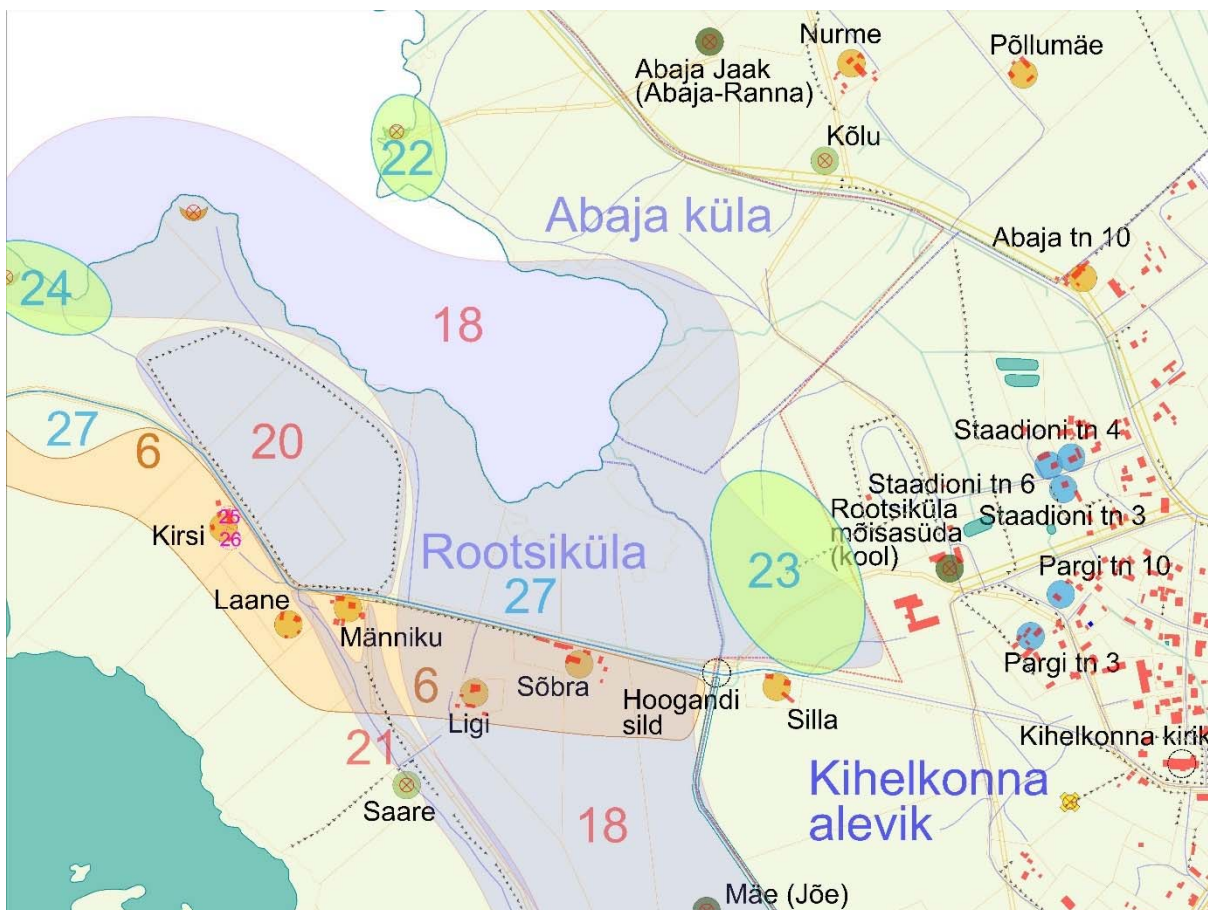 Nurme
Põllumäe
Abaja Jaak
(Abaja-Ranna)
Kõlu
22
Abaja küla
Abaja tn 10
24
18
Staadioni tn 4
27
6
20
Staadioni tn 6
Staadioni tn 3
Rootsiküla
mõisasüda
(kool)
25
26
Kirsi
Rootsiküla
23
Pargi tn 10
27
Laane
Männiku
Pargi tn 3
6
Sõbra
Ligi
Hoogandi
sild
Silla
Kihelkonna kirik
21
Saare
Kihelkonna
alevik
18
Mäe (Jõe)